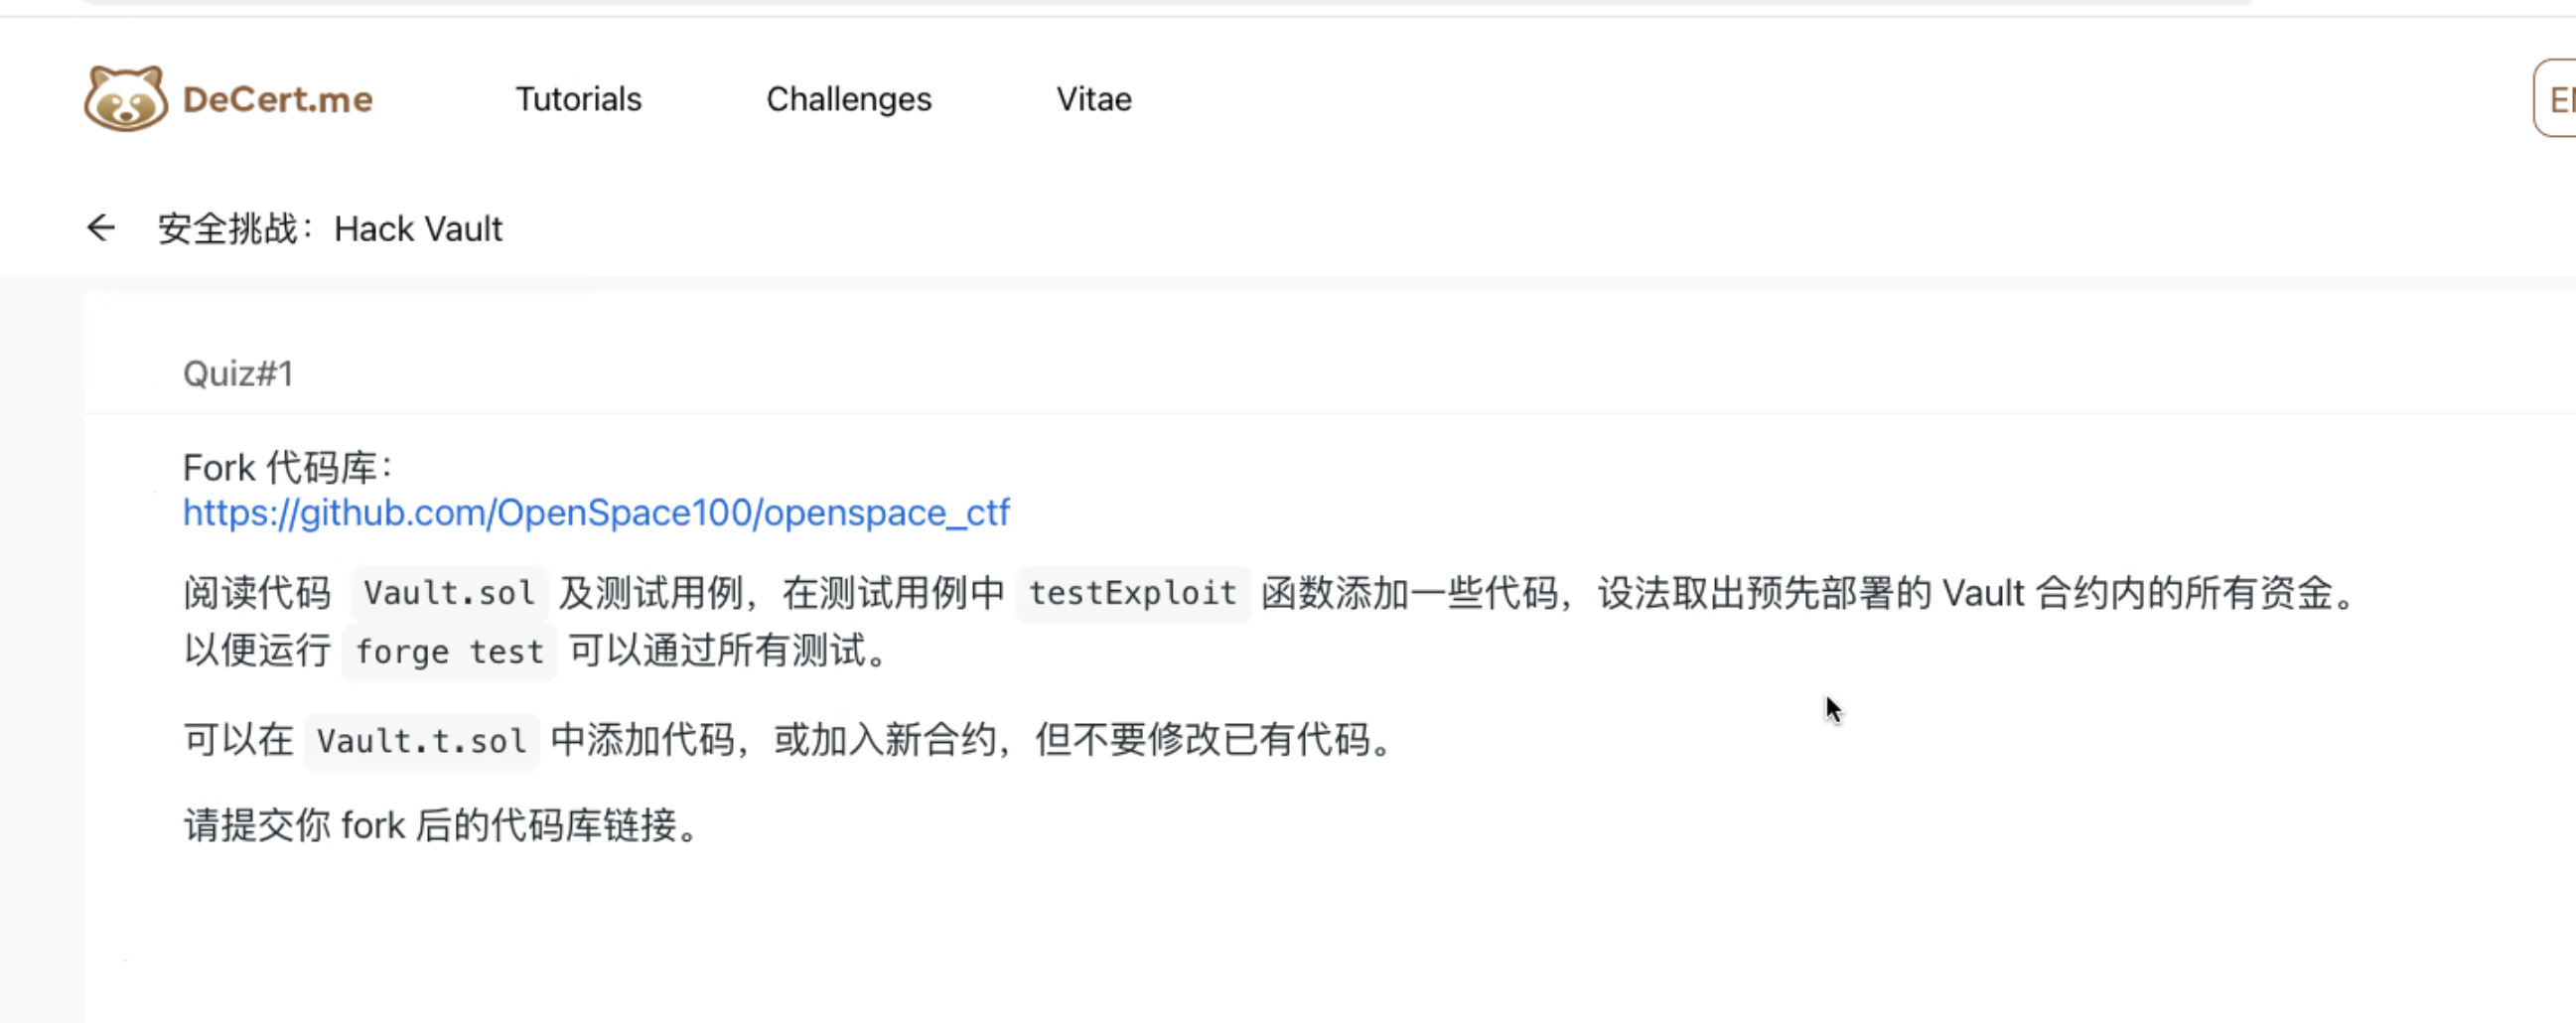 DeCert.me Tutorials Challenges Vitae
← 安全挑战：Hack Vault
Quiz#1
Fork 代码库：
https://github.com/OpenSpace100/openspace_ctf
阅读代码 Vault.sol 及测试用例，在测试用例中 testExploit 函数添加一些代码，设法取出预先部署的 Vault 合约内的所有资金。
以便运行 forge test 可以通过所有测试。
可以在 Vault.t.sol 中添加代码，或加入新合约，但不要修改已有代码。
请提交你 fork 后的代码库链接。